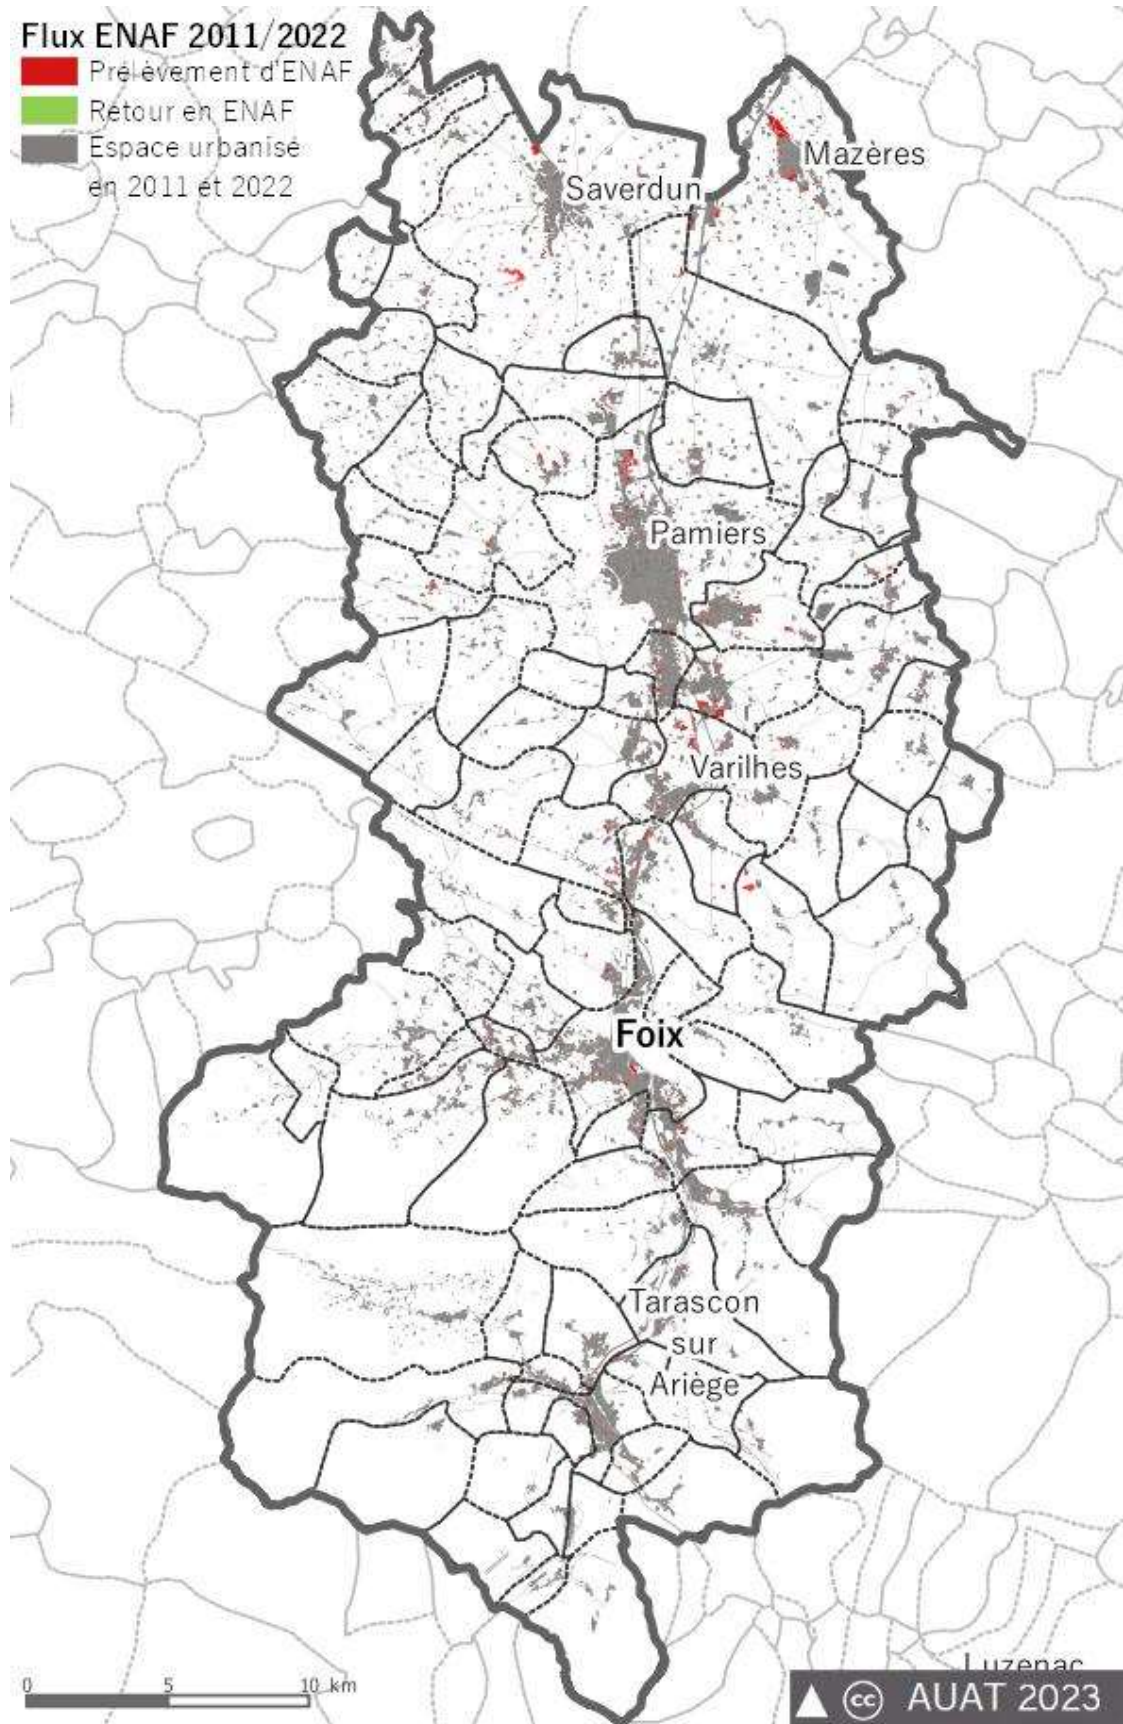 Flux ENAF 2011/2022
Prélèvement d'ENAF
Retour en ENAF
Espace urbanisé
en 2011 et 2022
Mazères
Saverdun
Pamiers
Varilhes
Foix
Tarascon
sur
Ariège
Luzenac
0 5 10 km
cc AUAT 2023